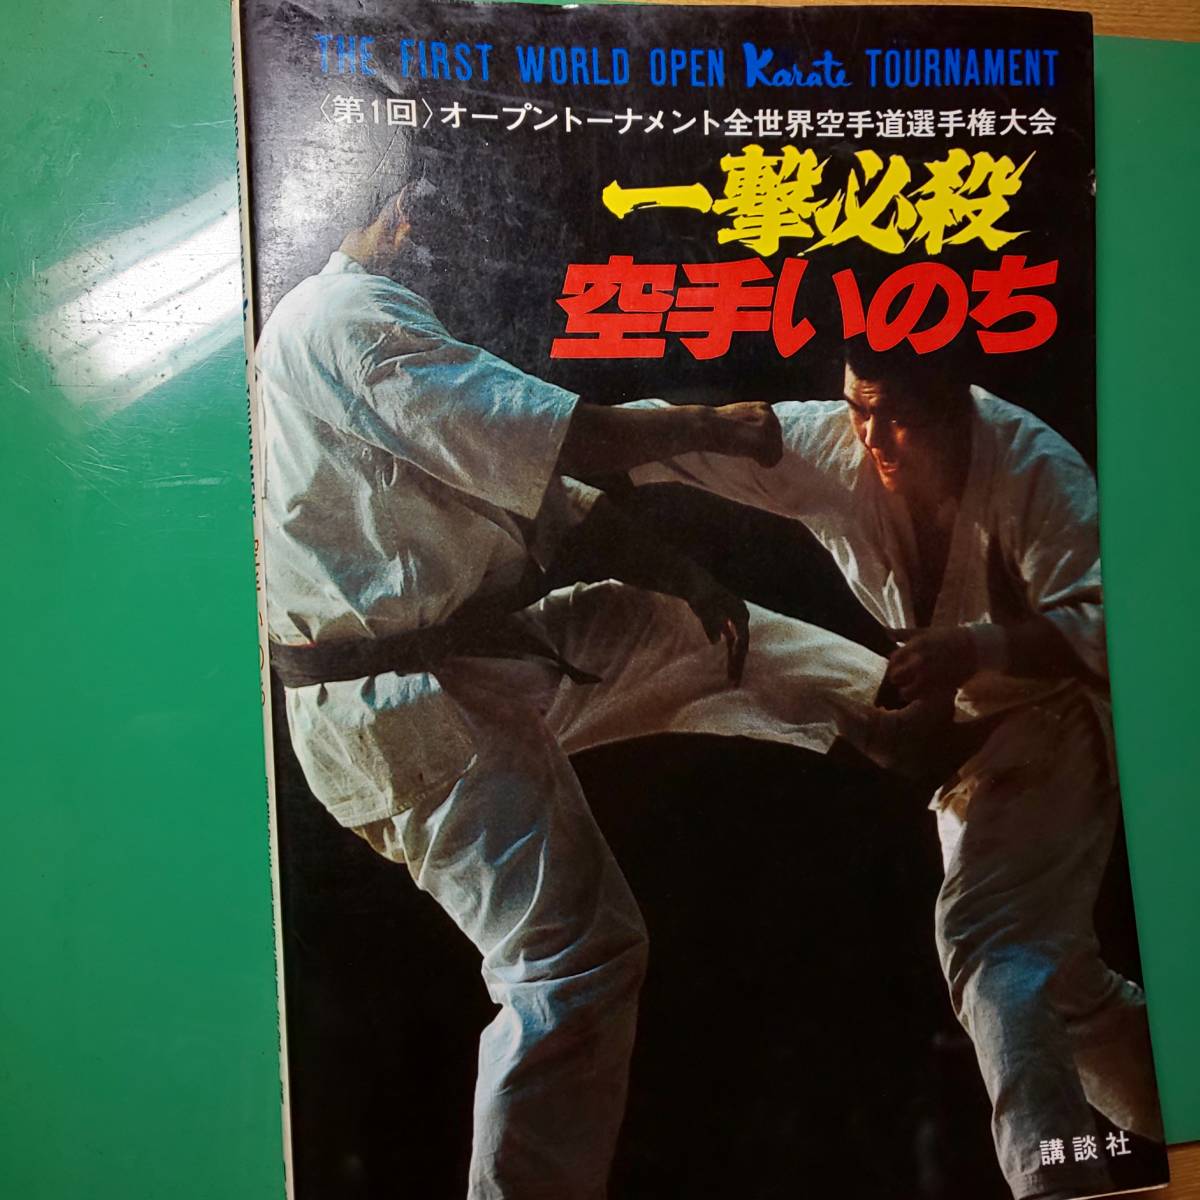 THE FIRST WORLD OPEN Karate TOURNAMENT
〈第1回〉オープントーナメント全世界空手道選手権大会
一撃必殺
空手いのち
講談社